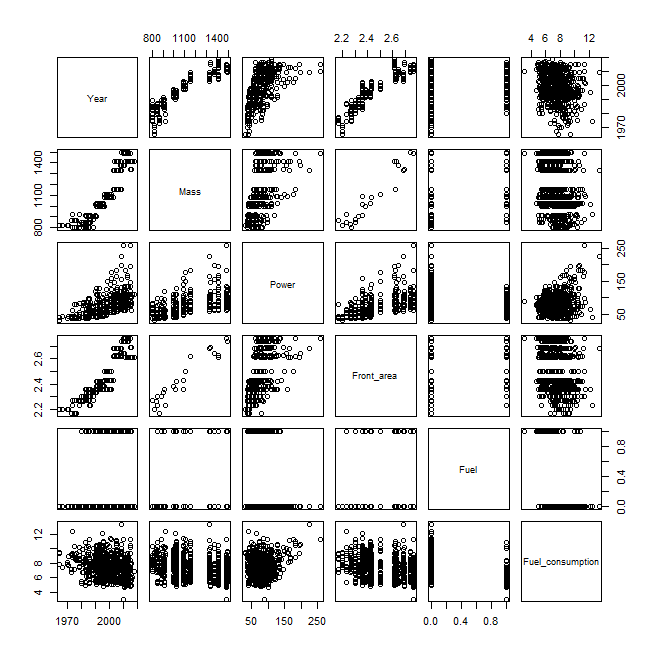 800 1100 1400
2.2 2.6
4 6 8 12
Year
1970 2000
800 1100 1400
Mass
Power
50 150 250
2.2 2.4 2.6
Front_area
Fuel
0.0 0.4 0.8
4 6 8 12
Fuel_consumption
1970 2000
50 150 250
0.0 0.4 0.8